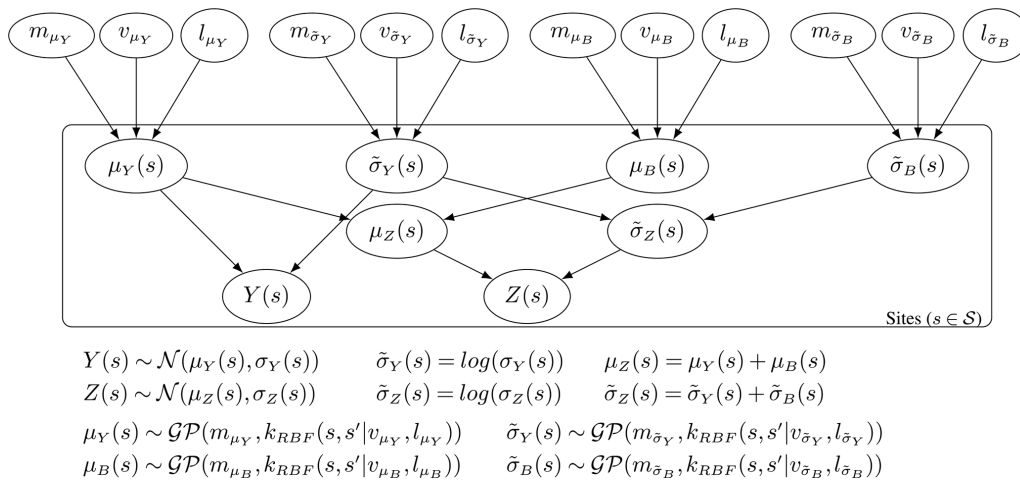 m_{μ_Y} v_{μ_Y} l_{μ_Y} m_{σ̃_Y} v_{σ̃_Y} l_{σ̃_Y} m_{μ_B} v_{μ_B} l_{μ_B} m_{σ̃_B} v_{σ̃_B} l_{σ̃_B}
μ_Y(s) σ̃_Y(s) μ_B(s) σ̃_B(s)
μ_Z(s) σ̃_Z(s)
Y(s) Z(s)
Sites (s ∈ 𝒮)
Y(s) ∼ 𝒩(μ_Y(s), σ_Y(s)) σ̃_Y(s) = log(σ_Y(s)) μ_Z(s) = μ_Y(s) + μ_B(s)
Z(s) ∼ 𝒩(μ_Z(s), σ_Z(s)) σ̃_Z(s) = log(σ_Z(s)) σ̃_Z(s) = σ̃_Y(s) + σ̃_B(s)
μ_Y(s) ∼ 𝒢𝒫(m_{μ_Y}, k_{RBF}(s, s′|v_{μ_Y}, l_{μ_Y})) σ̃_Y(s) ∼ 𝒢𝒫(m_{σ̃_Y}, k_{RBF}(s, s′|v_{σ̃_Y}, l_{σ̃_Y}))
μ_B(s) ∼ 𝒢𝒫(m_{μ_B}, k_{RBF}(s, s′|v_{μ_B}, l_{μ_B})) σ̃_B(s) ∼ 𝒢𝒫(m_{σ̃_B}, k_{RBF}(s, s′|v_{σ̃_B}, l_{σ̃_B}))